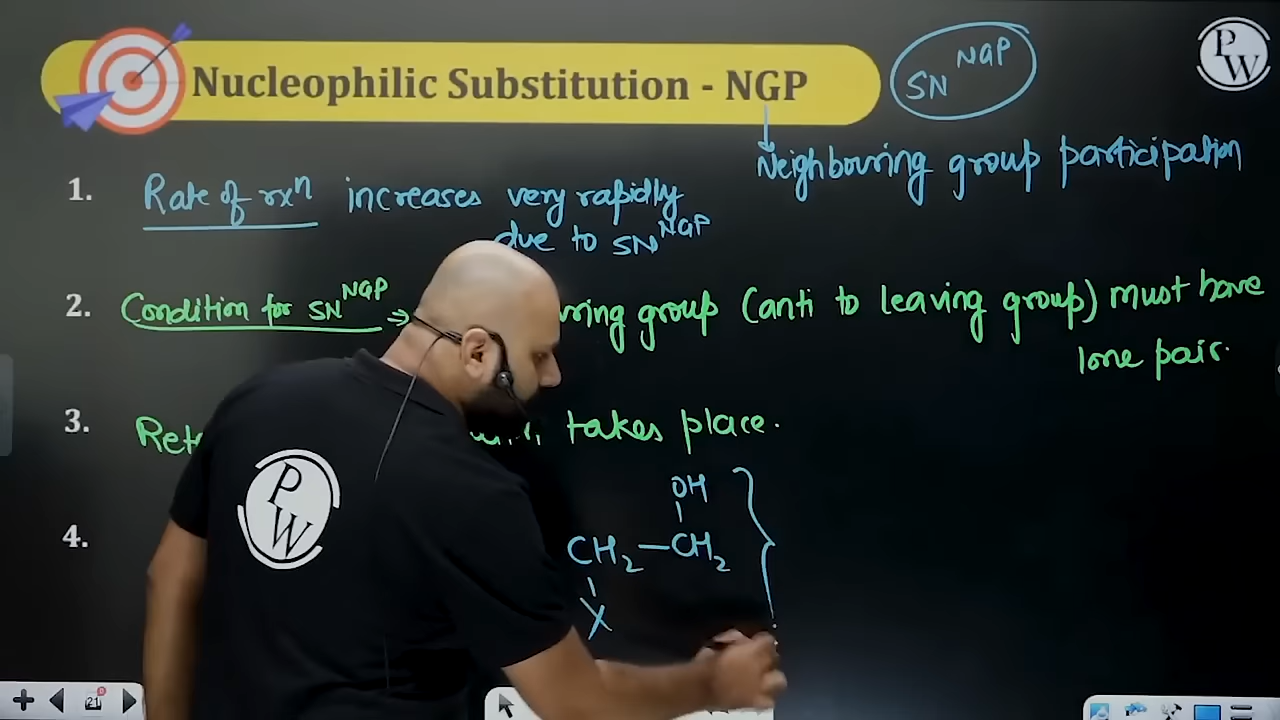 Nucleophilic Substitution - NGP
SN NGP
P
W
Neighbouring group participation
1. Rate of rxn increases very rapidly
due to SN NGP
2. Condition for SN NGP → uring group (anti to leaving group) must have
lone pair.
3. Ret takes place.
P
W
OH
4. CH2 — CH2
X
21